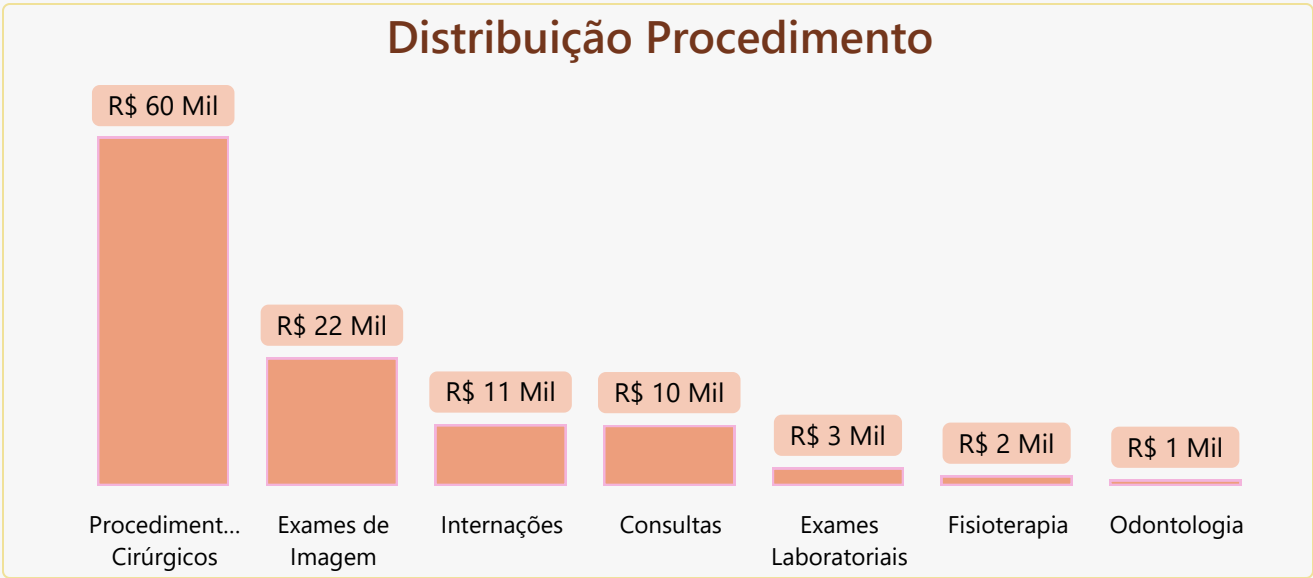 Distribuição Procedimento
R$ 60 Mil
R$ 22 Mil
R$ 11 Mil
R$ 10 Mil
R$ 3 Mil
R$ 2 Mil
R$ 1 Mil
Procediment...
Cirúrgicos
Exames de
Imagem
Internações
Consultas
Exames
Laboratoriais
Fisioterapia
Odontologia